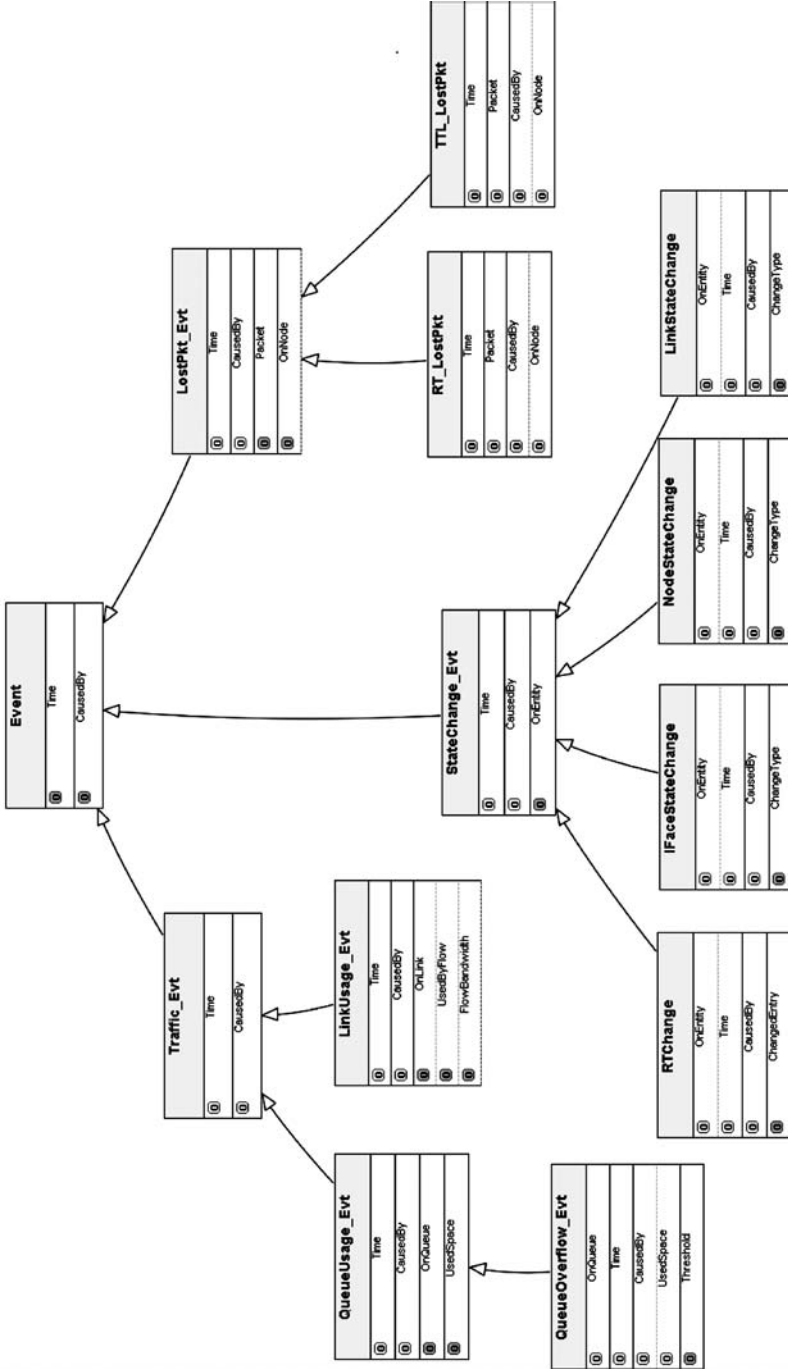 Event
Time
CausedBy
Traffic_Evt
Time
CausedBy
LostPkt_Evt
Time
CausedBy
Packet
OnNode
QueueUsage_Evt
Time
CausedBy
OnQueue
UsedSpace
LinkUsage_Evt
Time
CausedBy
OnLink
UsedByFlow
FlowBandwidth
StateChange_Evt
Time
CausedBy
OnEntity
RT_LostPkt
Time
Packet
CausedBy
OnNode
TTL_LostPkt
Time
Packet
CausedBy
OnNode
QueueOverflow_Evt
OnQueue
Time
CausedBy
UsedSpace
Threshold
RTChange
OnEntity
Time
CausedBy
ChangedEntry
IFaceStateChange
OnEntity
Time
CausedBy
ChangeType
NodeStateChange
OnEntity
Time
CausedBy
ChangeType
LinkStateChange
OnEntity
Time
CausedBy
ChangeType